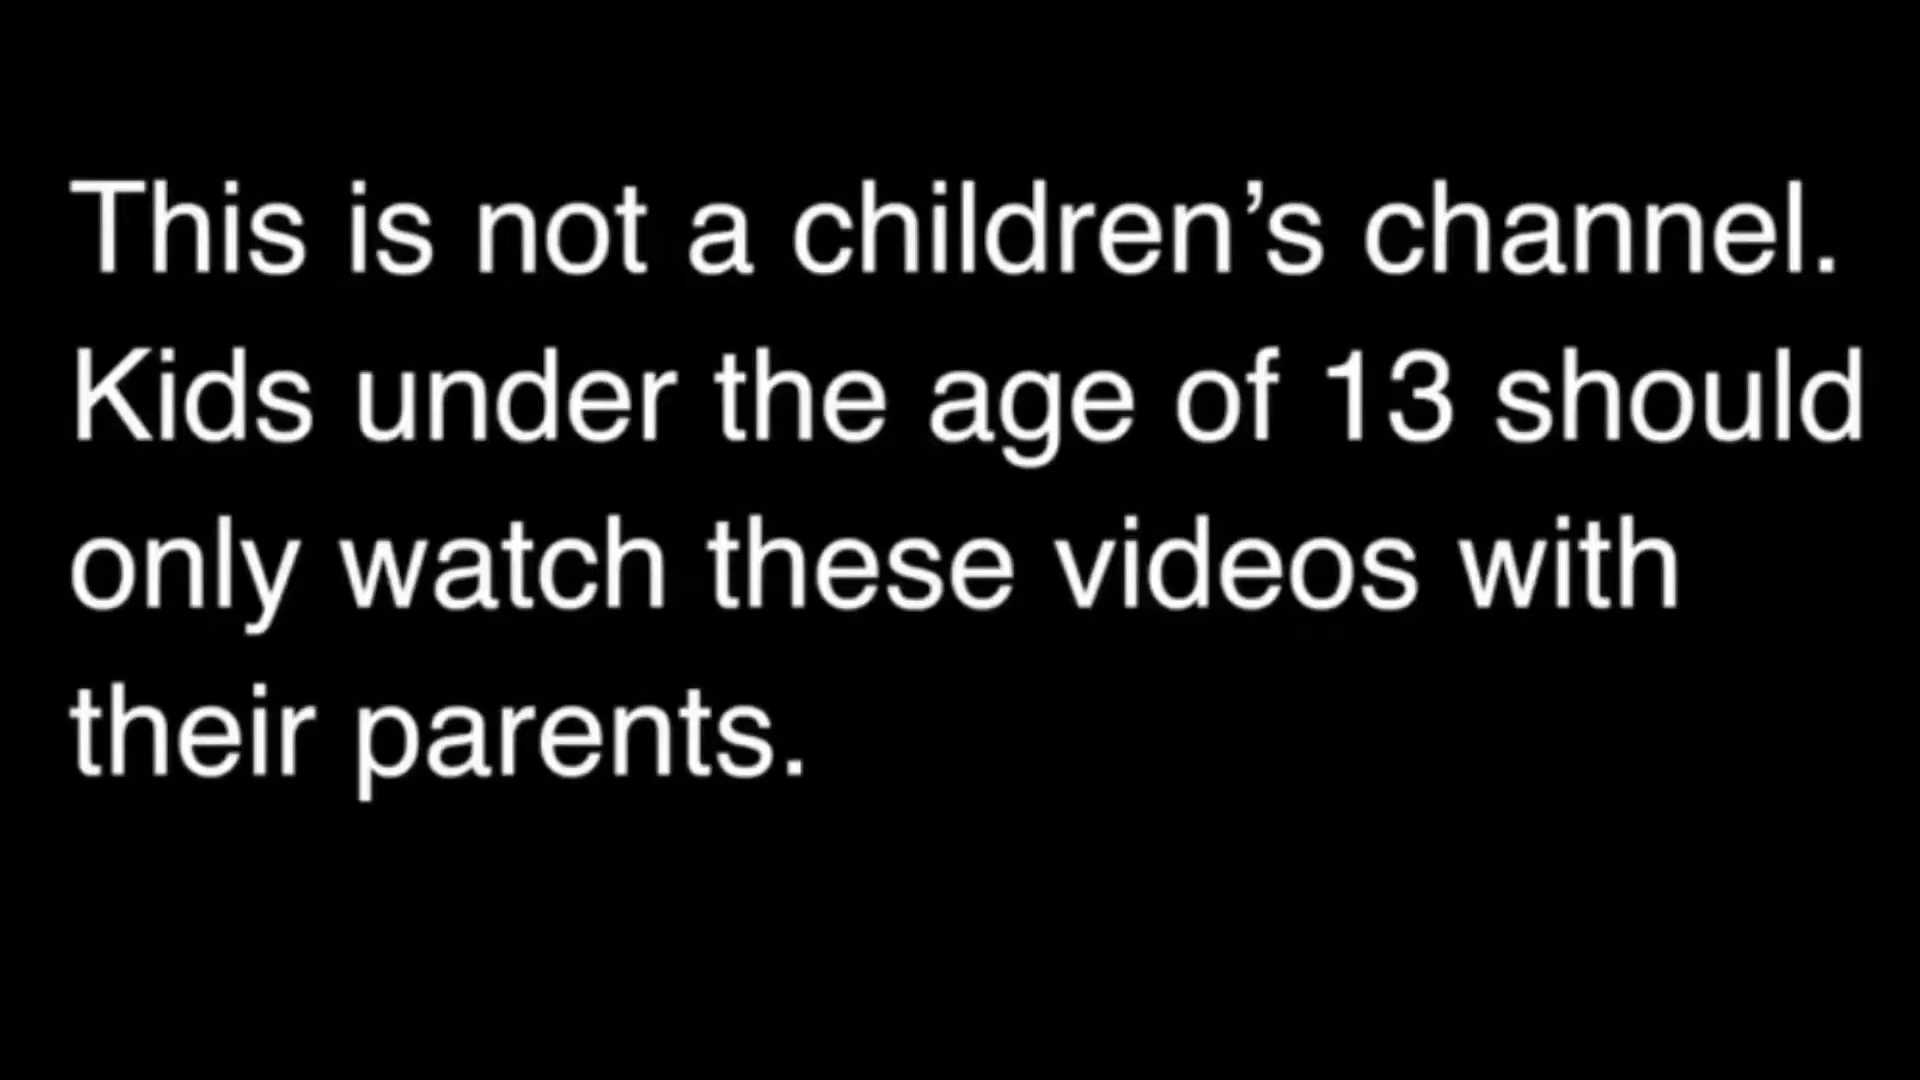 This is not a children’s channel.
Kids under the age of 13 should
only watch these videos with
their parents.